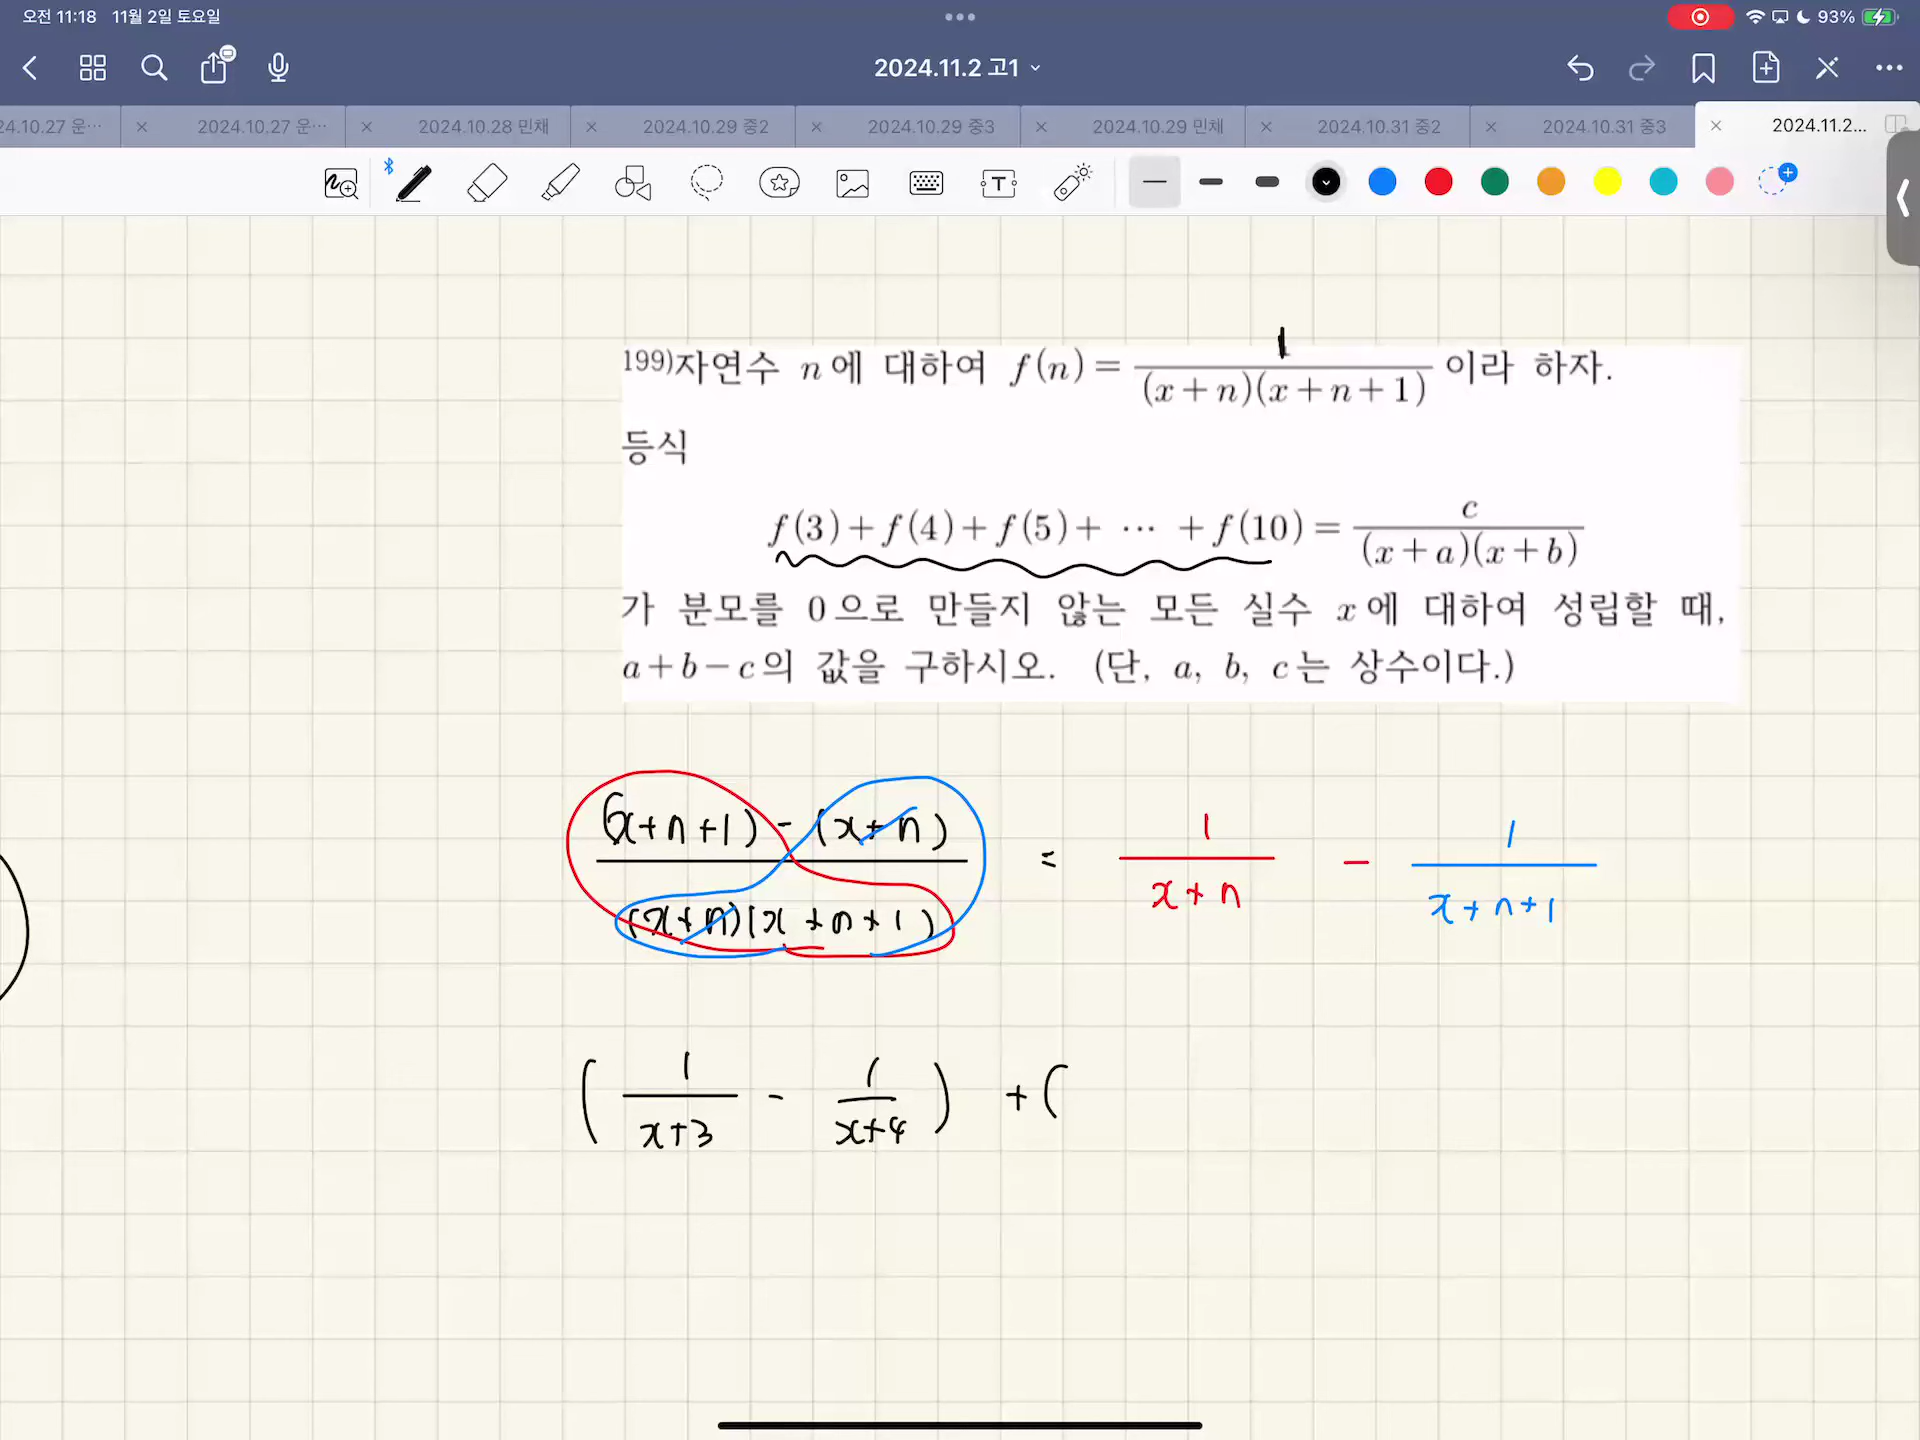 오전 11:18 11월 2일 토요일
93%
2024.11.2 고1
24.10.27 운… 2024.10.27 운… 2024.10.28 민채 2024.10.29 중2 2024.10.29 중3 2024.10.29 민채 2024.10.31 중2 2024.10.31 중3 2024.11.2...
T
199)자연수 n에 대하여 f(n)= 1/((x+n)(x+n+1)) 이라 하자.
등식
f(3)+f(4)+f(5)+ ⋯ +f(10)= c/((x+a)(x+b))
가 분모를 0으로 만들지 않는 모든 실수 x에 대하여 성립할 때,
a+b−c의 값을 구하시오. (단, a, b, c는 상수이다.)
((x+n+1) - (x+n))/((x+n)(x+n+1)) = 1/(x+n) - 1/(x+n+1)
(1/(x+3) - 1/(x+4)) + (